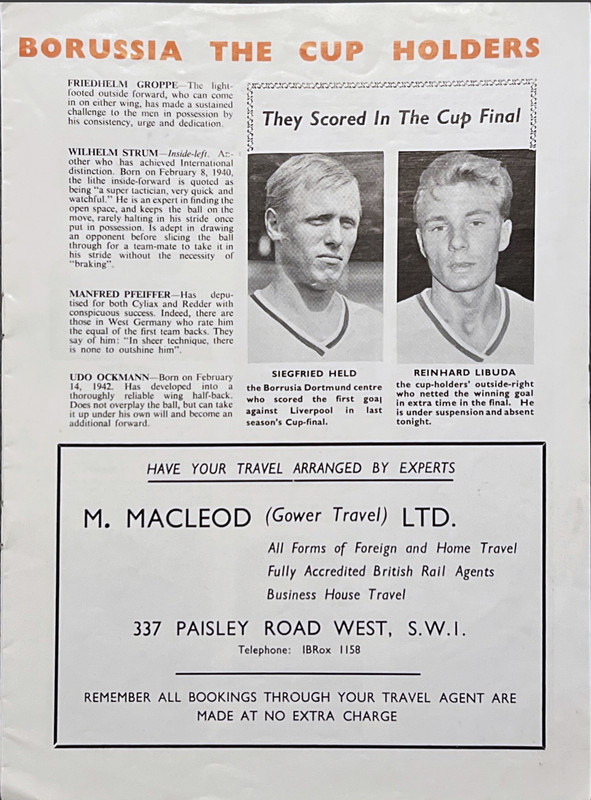 BORUSSIA THE CUP HOLDERS
FRIEDHELM GROPPE—The light-
footed outside forward, who can come
in on either wing, has made a sustained
challenge to the men in possession by
his consistency, urge and dedication.
WILHELM STRUM—Inside-left. An-
other who has achieved International
distinction. Born on February 8, 1940,
the lithe inside-forward is quoted as
being "a super tactician, very quick and
watchful." He is an expert in finding the
open space, and keeps the ball on the
move, rarely halting in his stride once
put in possession. Is adept in drawing
an opponent before slicing the ball
through for a team-mate to take it in
his stride without the necessity of
"braking".
MANFRED PFEIFFER—Has depu-
tised for both Cyliax and Redder with
conspicuous success. Indeed, there are
those in West Germany who rate him
the equal of the first team backs. They
say of him: "In sheer technique, there
is none to outshine him".
UDO OCKMANN—Born on February
14, 1942. Has developed into a
thoroughly reliable wing half-back.
Does not overplay the ball, but can take
it up under his own will and become an
additional forward.
They Scored In The Cup Final
SIEGFRIED HELD
the Borrusia Dortmund centre
who scored the first goal
against Liverpool in last
season's Cup-final.
REINHARD LIBUDA
the cup-holders' outside-right
who netted the winning goal
in extra time in the final. He
is under suspension and absent
tonight.
HAVE YOUR TRAVEL ARRANGED BY EXPERTS
M. MACLEOD (Gower Travel) LTD.
All Forms of Foreign and Home Travel
Fully Accredited British Rail Agents
Business House Travel
337 PAISLEY ROAD WEST, S.W.1.
Telephone: IBRox 1158
REMEMBER ALL BOOKINGS THROUGH YOUR TRAVEL AGENT ARE
MADE AT NO EXTRA CHARGE